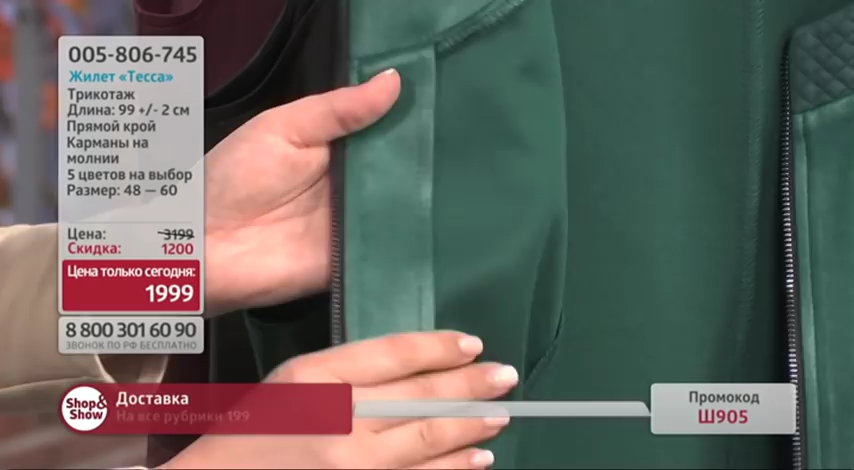 005-806-745
Жилет «Тесса»
Трикотаж
Длина: 99 +/- 2 см
Прямой крой
Карманы на
молнии
5 цветов на выбор
Размер: 48 — 60
Цена: 3199
Скидка: 1200
Цена только сегодня:
1999
8 800 301 60 90
ЗВОНОК ПО РФ БЕСПЛАТНО
Shop&
Show
Доставка
На все рубрики 199
Промокод
Ш905